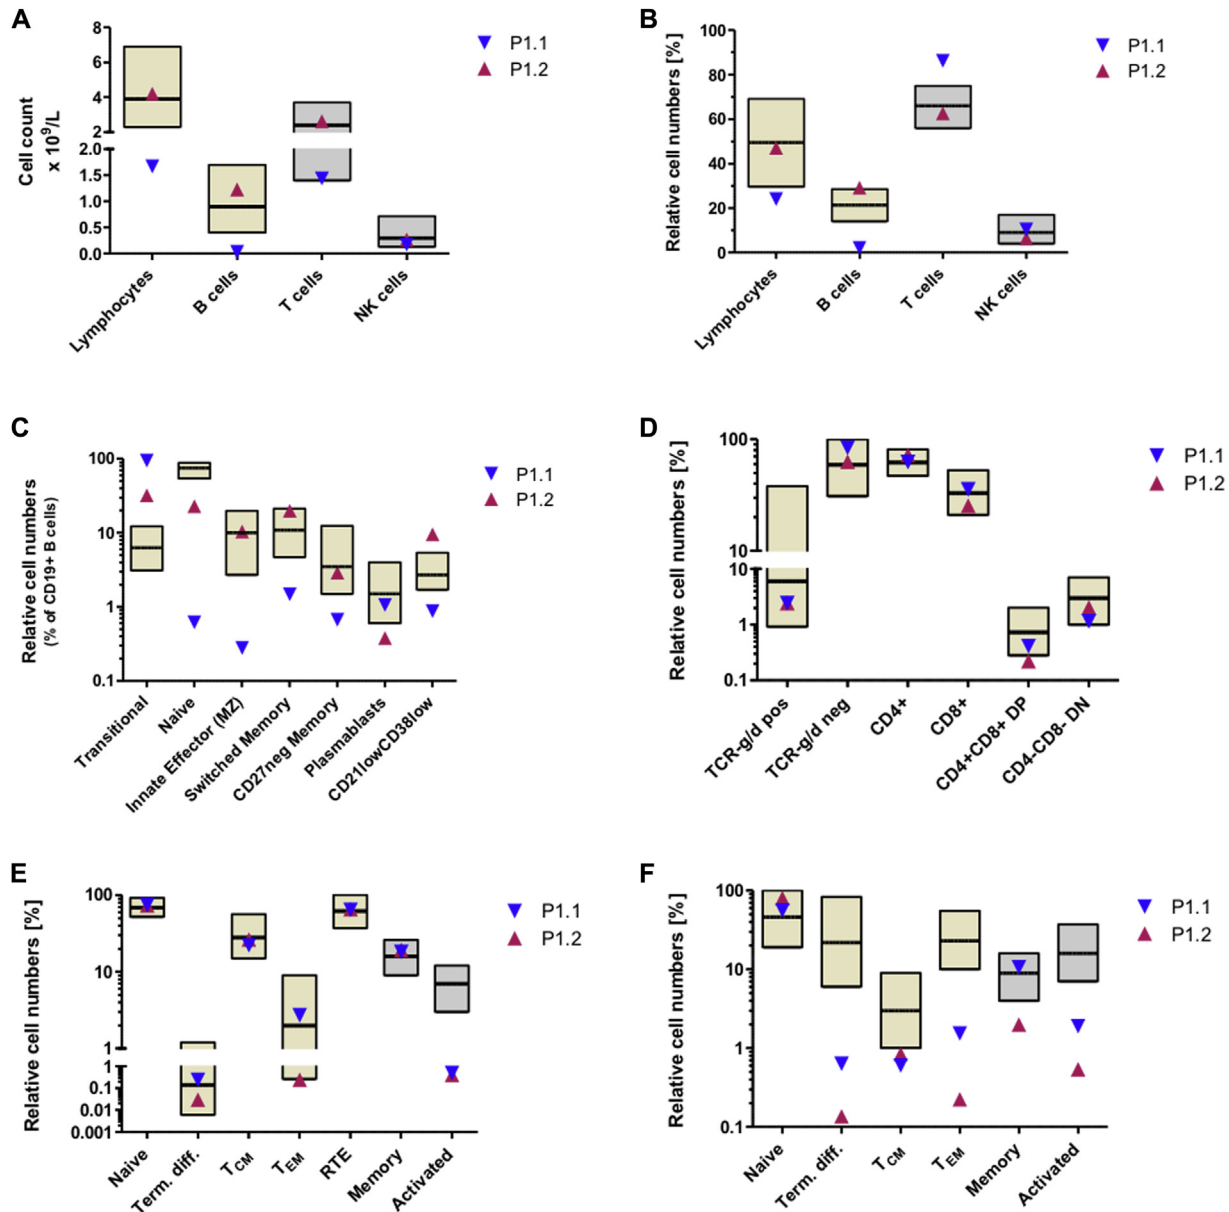 A
Cell count
x 10⁹/L
8
6
4
2
2.0
1.5
1.0
0.5
0.0
Lymphocytes
B cells
T cells
NK cells
P1.1
P1.2
B
Relative cell numbers [%]
100
80
60
40
20
0
Lymphocytes
B cells
T cells
NK cells
P1.1
P1.2
C
Relative cell numbers
(% of CD19+ B cells)
100
10
1
0.1
Transitional
Naive
Innate Effector (MZ)
Switched Memory
CD27neg Memory
Plasmablasts
CD21lowCD38low
P1.1
P1.2
D
Relative cell numbers [%]
100
10
10
1
0.1
TCR-g/d pos
TCR-g/d neg
CD4+
CD8+
CD4+CD8+ DP
CD4-CD8- DN
P1.1
P1.2
E
Relative cell numbers [%]
100
10
1
1
0.1
0.01
0.001
Naive
Term. diff.
TCM
TEM
RTE
Memory
Activated
P1.1
P1.2
F
Relative cell numbers [%]
100
10
1
0.1
Naive
Term. diff.
TCM
TEM
Memory
Activated
P1.1
P1.2